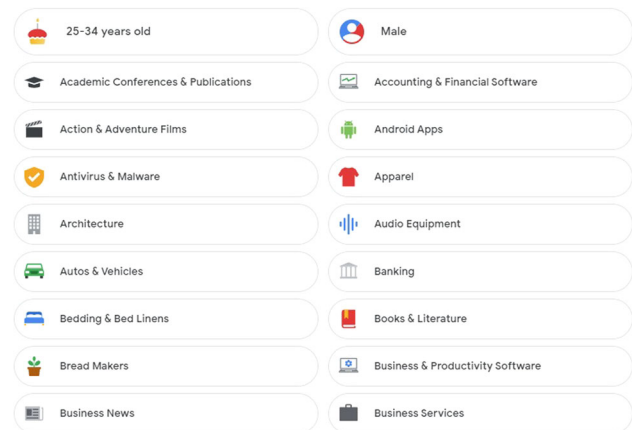 25-34 years old
Male
Academic Conferences & Publications
Accounting & Financial Software
Action & Adventure Films
Android Apps
Antivirus & Malware
Apparel
Architecture
Audio Equipment
Autos & Vehicles
Banking
Bedding & Bed Linens
Books & Literature
Bread Makers
Business & Productivity Software
Business News
Business Services